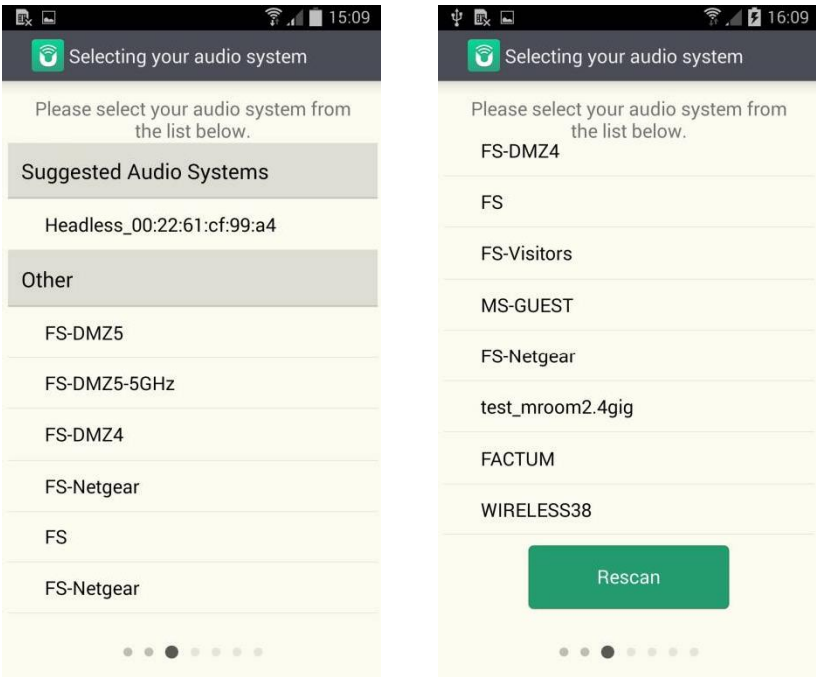 15:09
Selecting your audio system
Please select your audio system from
the list below.
Suggested Audio Systems
Headless_00:22:61:cf:99:a4
Other
FS-DMZ5
FS-DMZ5-5GHz
FS-DMZ4
FS-Netgear
FS
FS-Netgear
16:09
Selecting your audio system
Please select your audio system from
the list below.
FS-DMZ4
FS
FS-Visitors
MS-GUEST
FS-Netgear
test_mroom2.4gig
FACTUM
WIRELESS38
Rescan